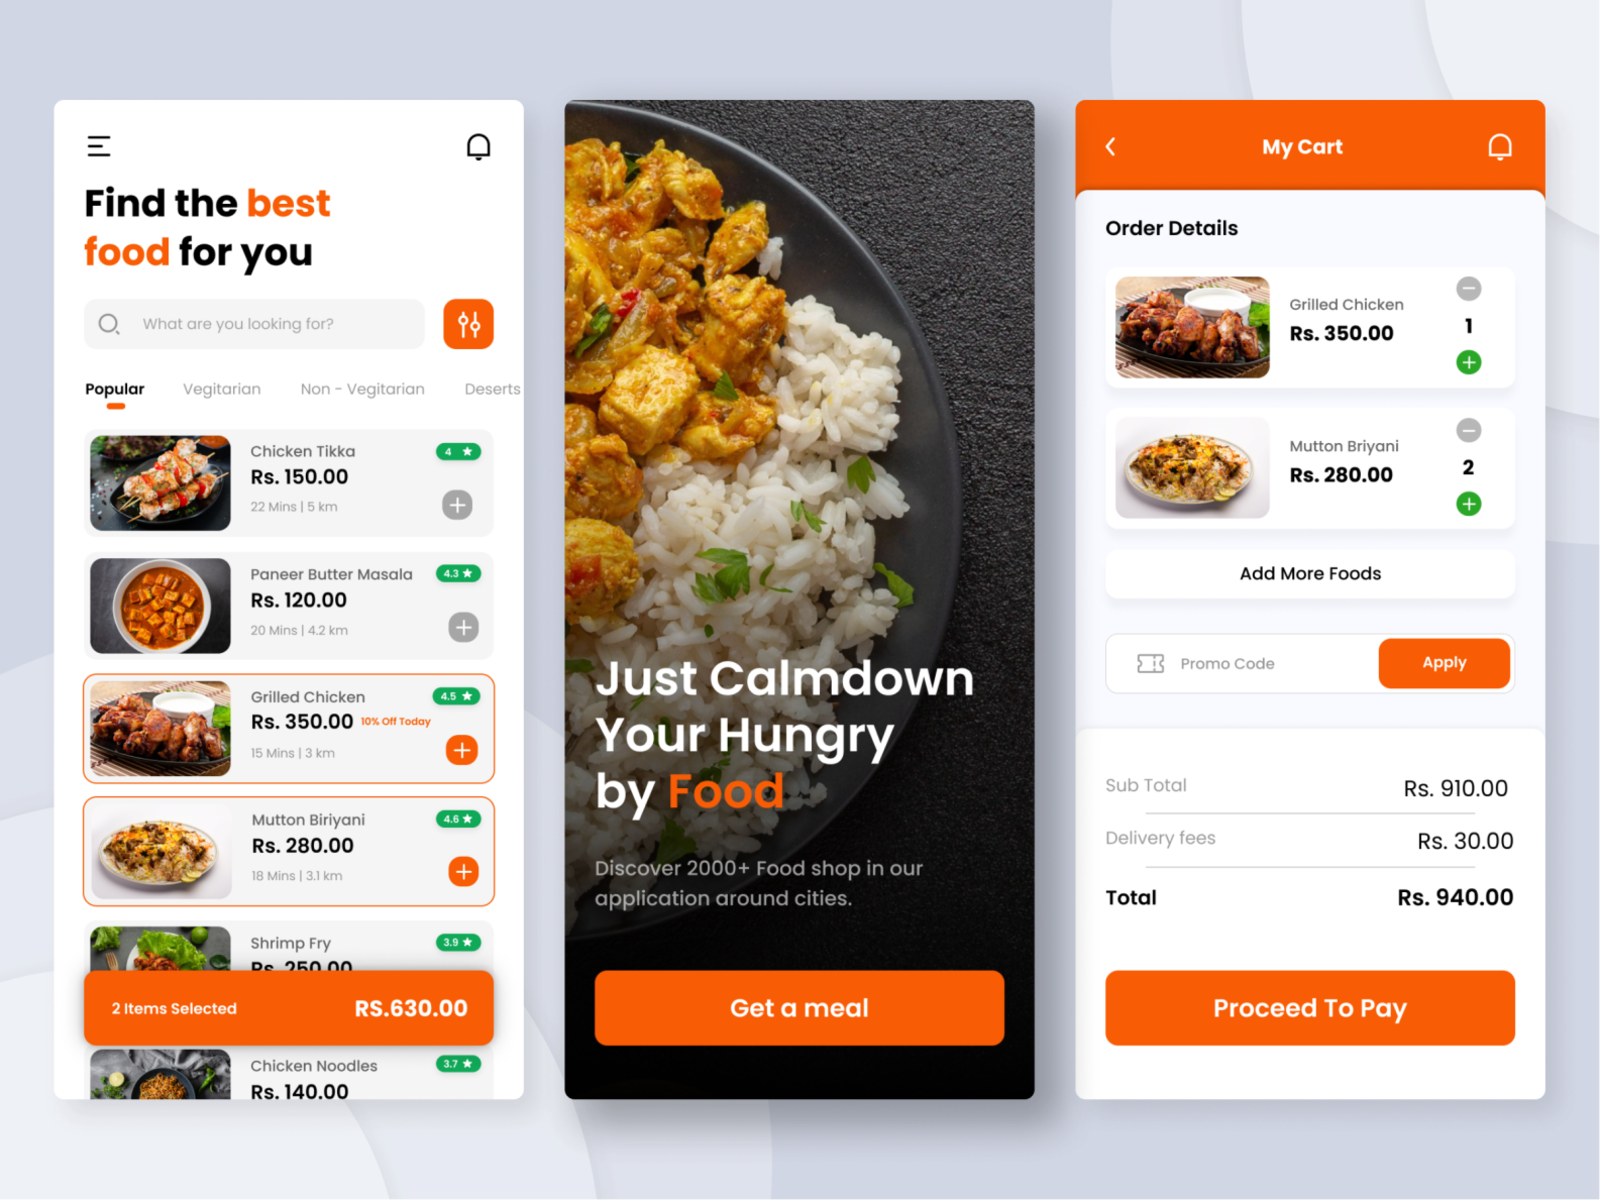 Find the best
food for you
What are you looking for?
Popular Vegitarian Non - Vegitarian Deserts
Chicken Tikka 4
Rs. 150.00
22 Mins | 5 km
Paneer Butter Masala 4.3
Rs. 120.00
20 Mins | 4.2 km
Grilled Chicken 4.5
Rs. 350.00 10% Off Today
15 Mins | 3 km
Mutton Biriyani 4.6
Rs. 280.00
18 Mins | 3.1 km
Shrimp Fry 3.9
Rs. 250.00
2 Items Selected RS.630.00
Chicken Noodles 3.7
Rs. 140.00
Just Calmdown
Your Hungry
by Food
Discover 2000+ Food shop in our
application around cities.
Get a meal
My Cart
Order Details
Grilled Chicken
Rs. 350.00
1
Mutton Briyani
Rs. 280.00
2
Add More Foods
Promo Code Apply
Sub Total Rs. 910.00
Delivery fees Rs. 30.00
Total Rs. 940.00
Proceed To Pay